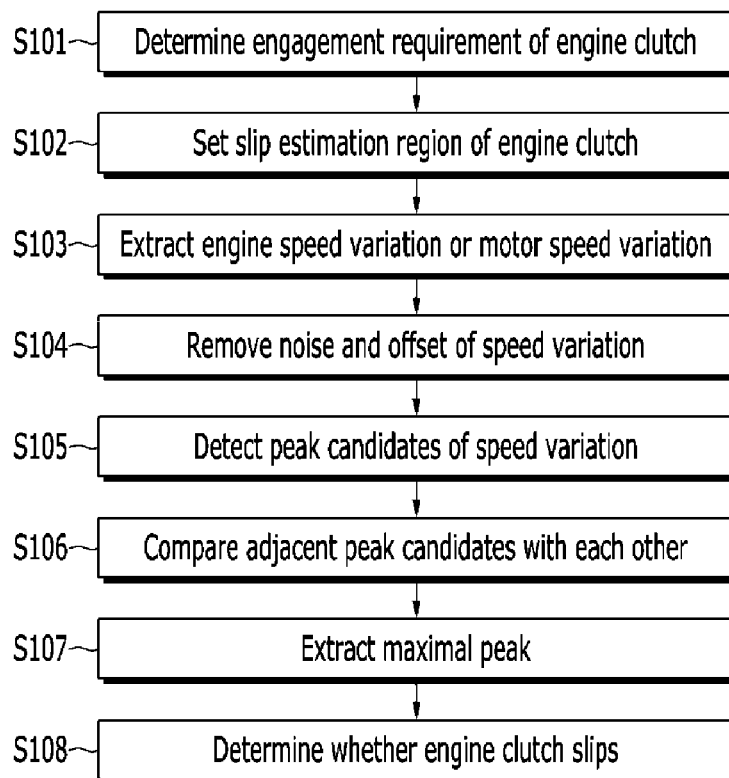 S101 Determine engagement requirement of engine clutch
S102 Set slip estimation region of engine clutch
S103 Extract engine speed variation or motor speed variation
S104 Remove noise and offset of speed variation
S105 Detect peak candidates of speed variation
S106 Compare adjacent peak candidates with each other
S107 Extract maximal peak
S108 Determine whether engine clutch slips